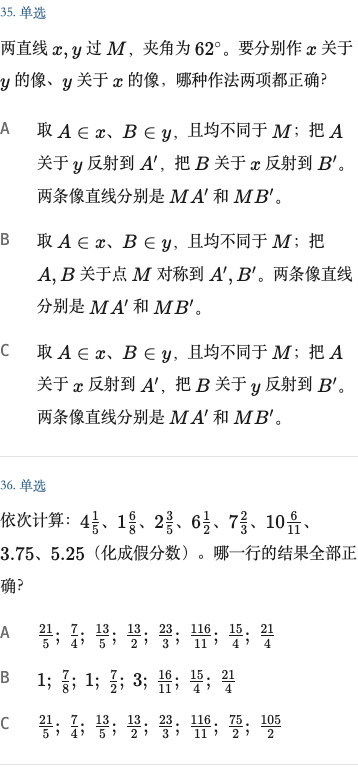 35. 单选
两直线 x, y 过 M，夹角为 62°。要分别作 x 关于
y 的像、y 关于 x 的像，哪种作法两项都正确？
A 取 A ∈ x、B ∈ y，且均不同于 M；把 A
关于 y 反射到 A′，把 B 关于 x 反射到 B′。
两条像直线分别是 MA′ 和 MB′。
B 取 A ∈ x、B ∈ y，且均不同于 M；把
A, B 关于点 M 对称到 A′, B′。两条像直线
分别是 MA′ 和 MB′。
C 取 A ∈ x、B ∈ y，且均不同于 M；把 A
关于 x 反射到 A′，把 B 关于 y 反射到 B′。
两条像直线分别是 MA′ 和 MB′。
36. 单选
依次计算：4 1/5、1 6/8、2 3/5、6 1/2、7 2/3、10 6/11、
3.75、5.25（化成假分数）。哪一行的结果全部正
确？
A 21/5; 7/4; 13/5; 13/2; 23/3; 116/11; 15/4; 21/4
B 1; 7/8; 1; 7/2; 3; 16/11; 15/4; 21/4
C 21/5; 7/4; 13/5; 13/2; 23/3; 116/11; 75/2; 105/2